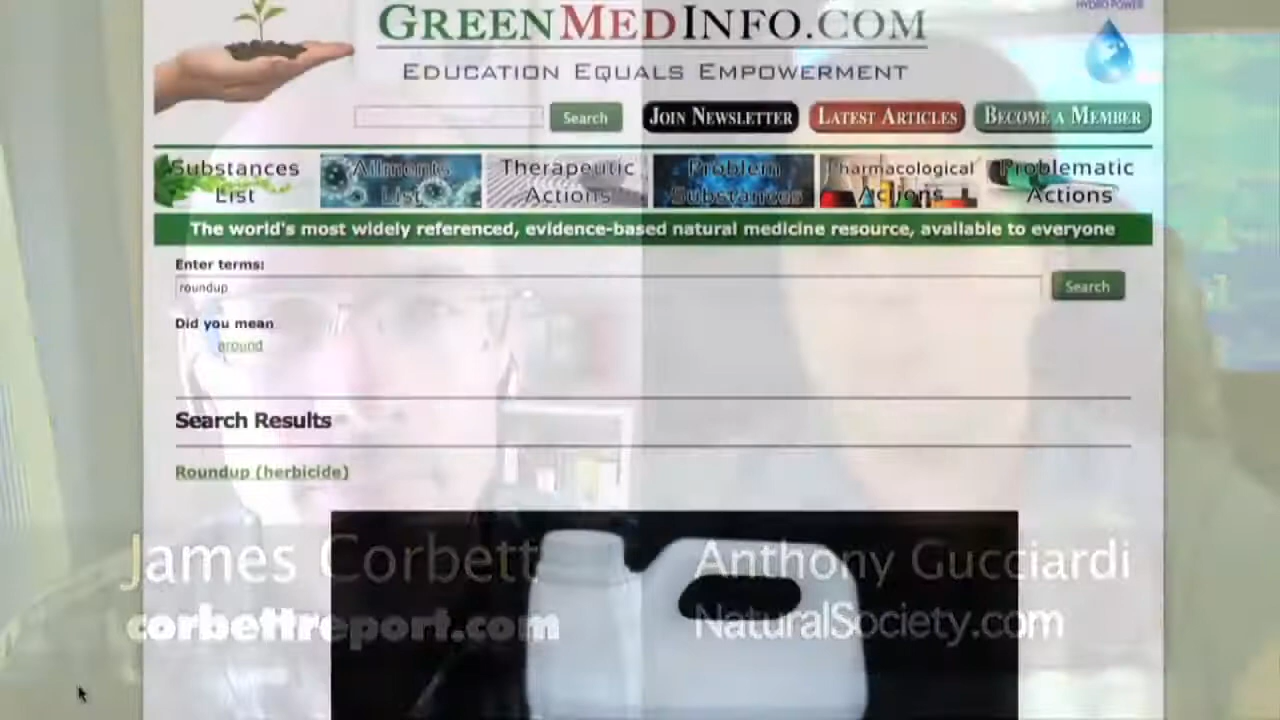 GREENMEDINFO.COM
HYDRO POWER
EDUCATION EQUALS EMPOWERMENT
Search
JOIN NEWSLETTER
LATEST ARTICLES
BECOME A MEMBER
Substances List
Ailments List
Therapeutic Actions
Problem Substances
Pharmacological Actions
Problematic Actions
The world's most widely referenced, evidence-based natural medicine resource, available to everyone
Enter terms:
roundup
Search
Did you mean
around
Search Results
Roundup (herbicide)
James Corbett
corbettreport.com
Anthony Gucciardi
NaturalSociety.com